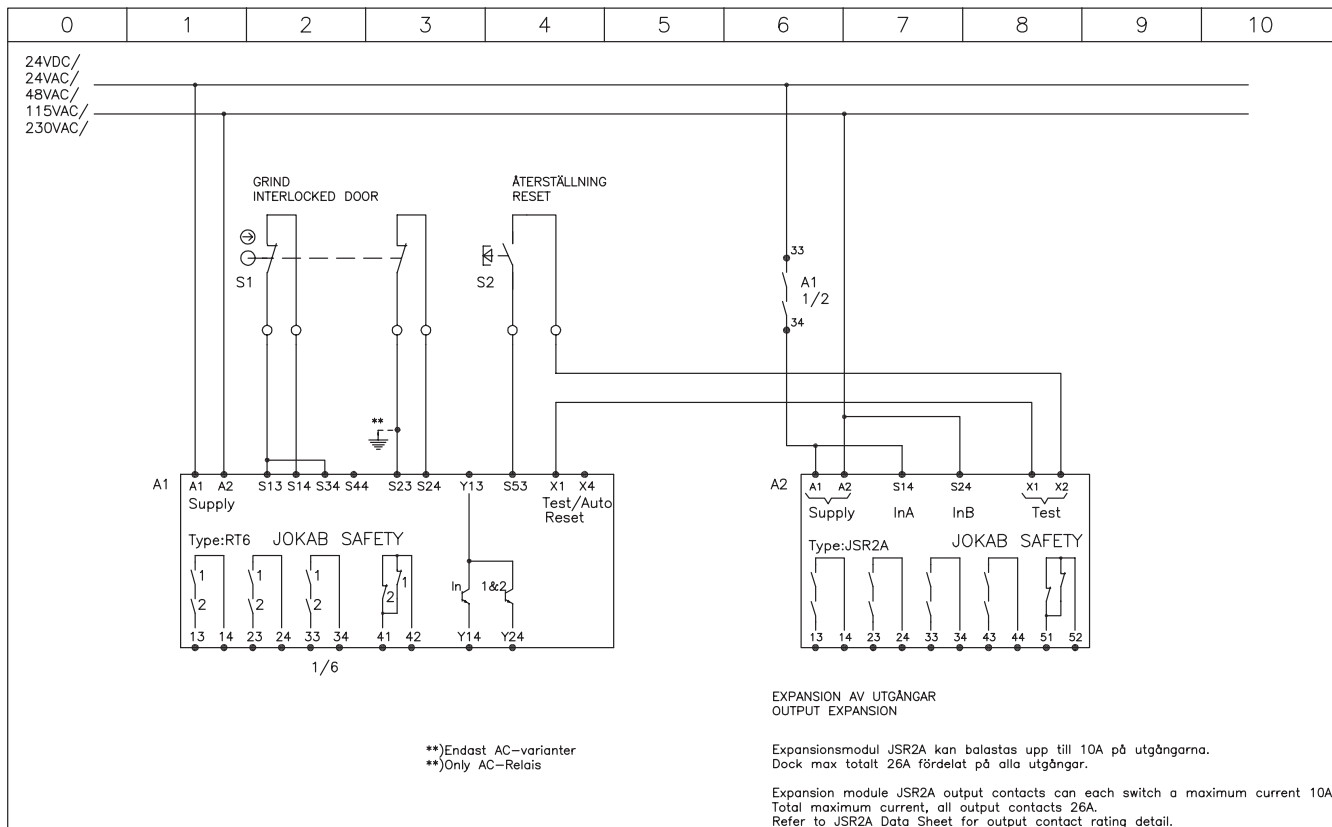 0 1 2 3 4 5 6 7 8 9 10
24VDC/
24VAC/
48VAC/
115VAC/
230VAC/
GRIND
INTERLOCKED DOOR
ÅTERSTÄLLNING
RESET
S1
S2
33
A1
1/2
34
**
A1
A1 A2 S13 S14 S34 S44 S23 S24 Y13 S53 X1 X4
Supply
Test/Auto
Reset
Type:RT6 JOKAB SAFETY
1 1 1 1
2 2 2 2
In 1&2
13 14 23 24 33 34 41 42 Y14 Y24
1/6
A2
A1 A2 S14 S24 X1 X2
Supply InA InB Test
Type:JSR2A JOKAB SAFETY
13 14 23 24 33 34 43 44 51 52
**)Endast AC-varianter
**)Only AC-Relais
EXPANSION AV UTGÅNGAR
OUTPUT EXPANSION
Expansionsmodul JSR2A kan balastas upp till 10A på utgångarna.
Dock max totalt 26A fördelat på alla utgångar.
Expansion module JSR2A output contacts can each switch a maximum current 10A
Total maximum current, all output contacts 26A.
Refer to JSR2A Data Sheet for output contact rating detail.